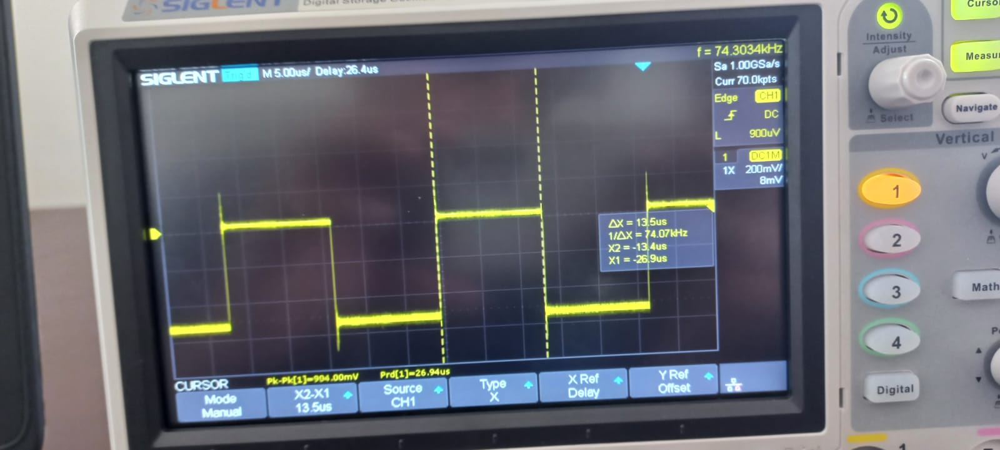 SIGLENT
Digital Storage
f = 74.3034kHz
SIGLENT Trig'd M 5.00us/ Delay:26.4us
Sa 1.00GSa/s
Curr 70.0kpts
Edge CH1
DC
L 900uV
1 DC1M
1X 200mV/
8mV
ΔX = 13.5us
1/ΔX = 74.07kHz
X2 = -13.4us
X1 = -26.9us
CURSOR Pk-Pk[1]=904.00mV Prd[1]=26.94us
Mode
Manual
X2-X1
13.5us
Source
CH1
Type
X
X Ref
Delay
Y Ref
Offset
Intensity
Adjust
Select
Curso
Measu
Navigate
Vertical
V
1
2
3
4
Math
Digital
P
1